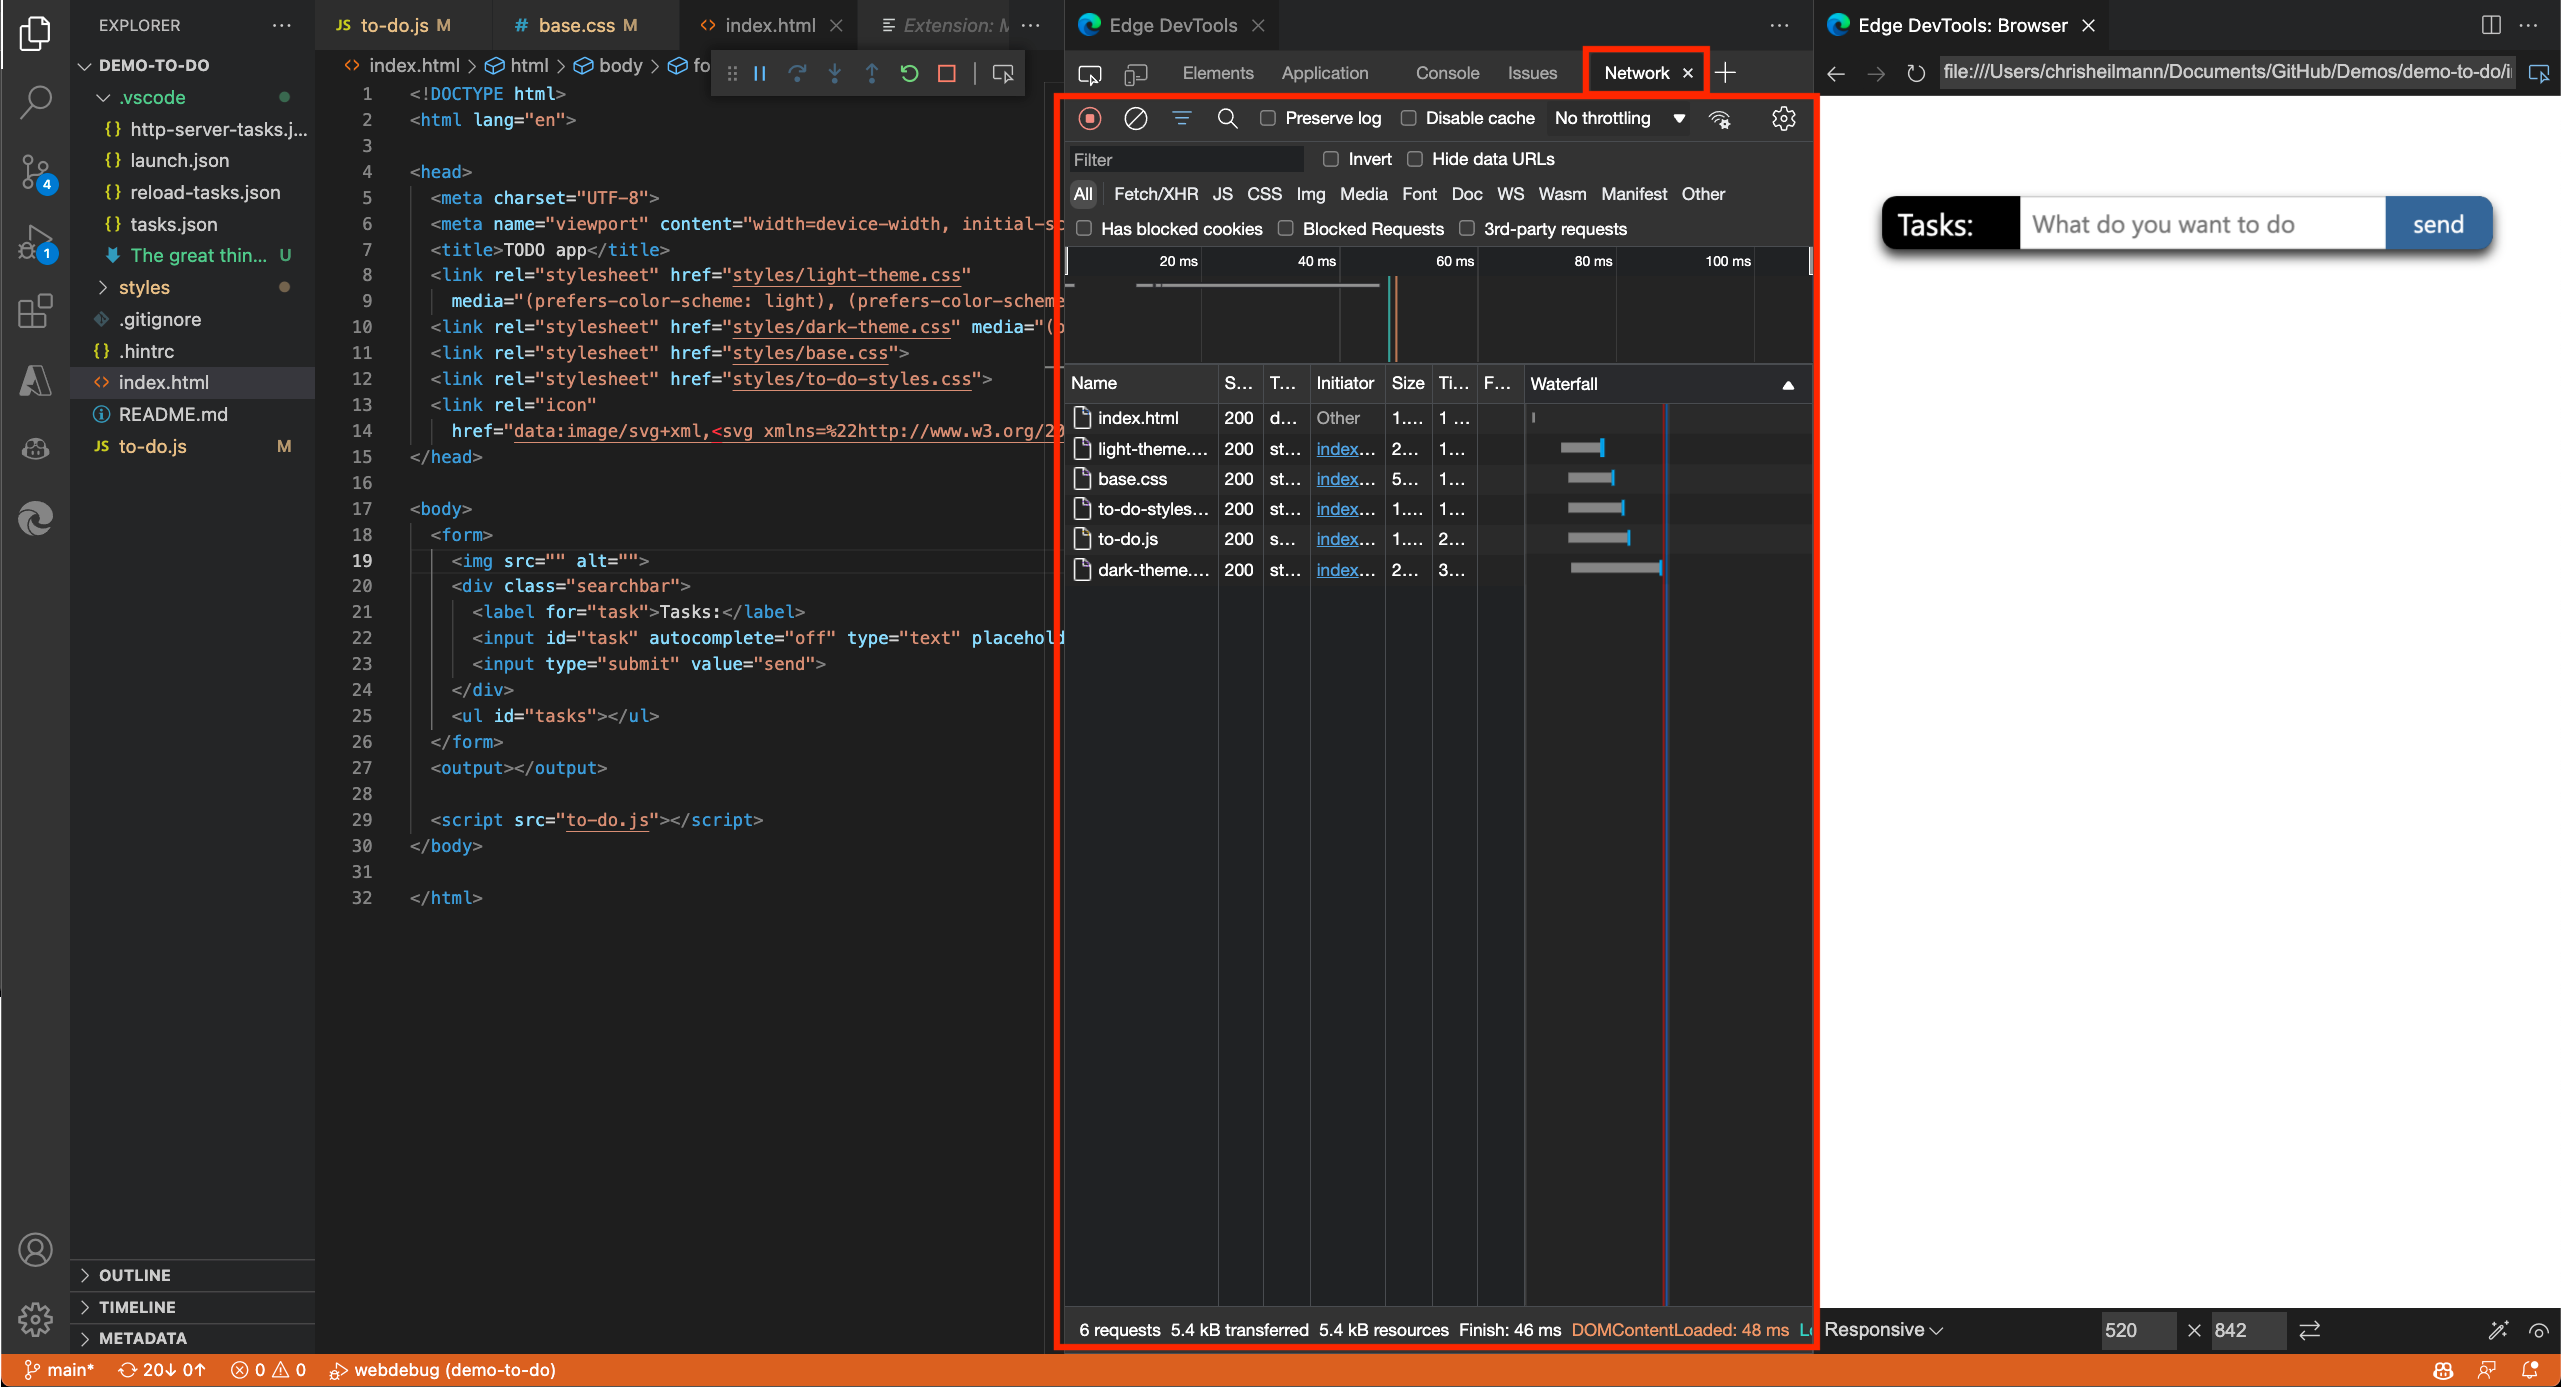 EXPLORER
DEMO-TO-DO
.vscode
http-server-tasks.j...
launch.json
reload-tasks.json
tasks.json
The great thin... U
styles
.gitignore
.hintrc
index.html
README.md
to-do.js M
OUTLINE
TIMELINE
METADATA
4
1
to-do.js M
base.css M
index.html
Extension: M
index.html > html > body > fo
1 <!DOCTYPE html>
2 <html lang="en">
3
4 <head>
5 <meta charset="UTF-8">
6 <meta name="viewport" content="width=device-width, initial-sc
7 <title>TODO app</title>
8 <link rel="stylesheet" href="styles/light-theme.css"
9 media="(prefers-color-scheme: light), (prefers-color-scheme
10 <link rel="stylesheet" href="styles/dark-theme.css" media="(p
11 <link rel="stylesheet" href="styles/base.css">
12 <link rel="stylesheet" href="styles/to-do-styles.css">
13 <link rel="icon"
14 href="data:image/svg+xml,<svg xmlns=%22http://www.w3.org/20
15 </head>
16
17 <body>
18 <form>
19 <img src="" alt="">
20 <div class="searchbar">
21 <label for="task">Tasks:</label>
22 <input id="task" autocomplete="off" type="text" placehold
23 <input type="submit" value="send">
24 </div>
25 <ul id="tasks"></ul>
26 </form>
27 <output></output>
28
29 <script src="to-do.js"></script>
30 </body>
31
32 </html>
Edge DevTools
Elements Application Console Issues Network
Preserve log Disable cache No throttling
Filter Invert Hide data URLs
All Fetch/XHR JS CSS Img Media Font Doc WS Wasm Manifest Other
Has blocked cookies Blocked Requests 3rd-party requests
20 ms 40 ms 60 ms 80 ms 100 ms
Name S... T... Initiator Size Ti... F... Waterfall
index.html 200 d... Other 1.... 1 ...
light-theme.... 200 st... index... 2... 1...
base.css 200 st... index... 5... 1...
to-do-styles... 200 st... index... 1.... 1...
to-do.js 200 s... index... 1.... 2...
dark-theme.... 200 st... index... 2... 3...
6 requests 5.4 kB transferred 5.4 kB resources Finish: 46 ms DOMContentLoaded: 48 ms Lo
Edge DevTools: Browser
file:///Users/chrisheilmann/Documents/GitHub/Demos/demo-to-do/i
Tasks: What do you want to do send
Responsive 520 × 842
main* 20↓ 0↑ 0 0 webdebug (demo-to-do)